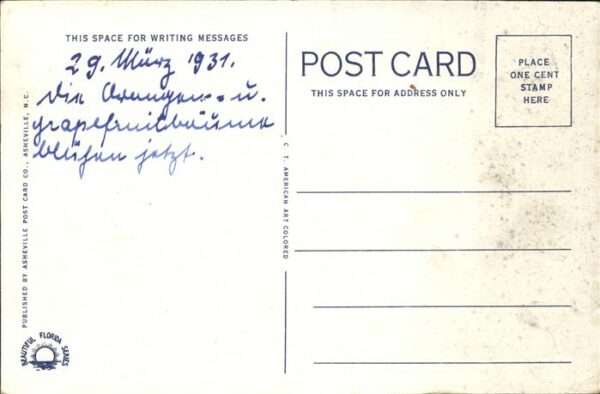 THIS SPACE FOR WRITING MESSAGES
29. März 1931.
die Orangen- u.
grapefruitbäume
blühen jetzt.
POST CARD
THIS SPACE FOR ADDRESS ONLY
PLACE
ONE CENT
STAMP
HERE
PUBLISHED BY ASHEVILLE POST CARD CO., ASHEVILLE, N.C.
C. T. AMERICAN ART COLORED
BEAUTIFUL FLORIDA SERIES